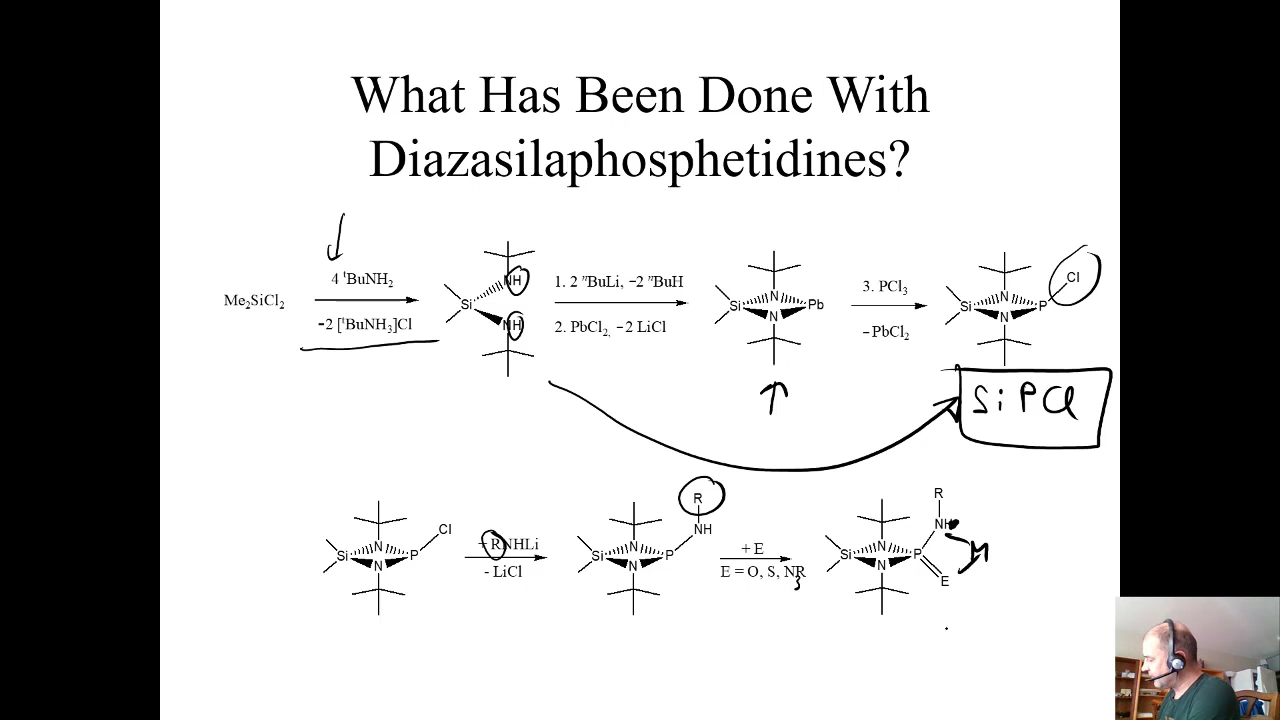 What Has Been Done With
Diazasilaphosphetidines?
Me₂SiCl₂
4 ᵗBuNH₂
-2 [ᵗBuNH₃]Cl
Si
NH
NH
1. 2 ⁿBuLi, −2 ⁿBuH
2. PbCl₂, − 2 LiCl
Si
N
N
Pb
3. PCl₃
− PbCl₂
Si
N
N
P
Cl
SiPCl
Si
N
N
P
Cl
+ RNHLi
- LiCl
Si
N
N
P
NH
R
+ E
E = O, S, NR
Si
N
N
P
NH
R
E
M